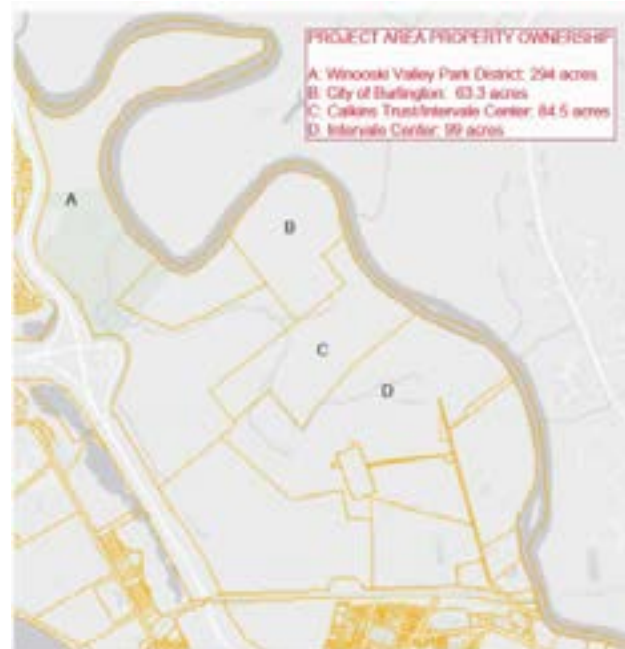 PROJECT AREA PROPERTY OWNERSHIP
A: Winooski Valley Park District: 294 acres
B: City of Burlington: 63.3 acres
C: Calkins Trust/Intervale Center: 84.5 acres
D: Intervale Center: 99 acres
A
B
C
D